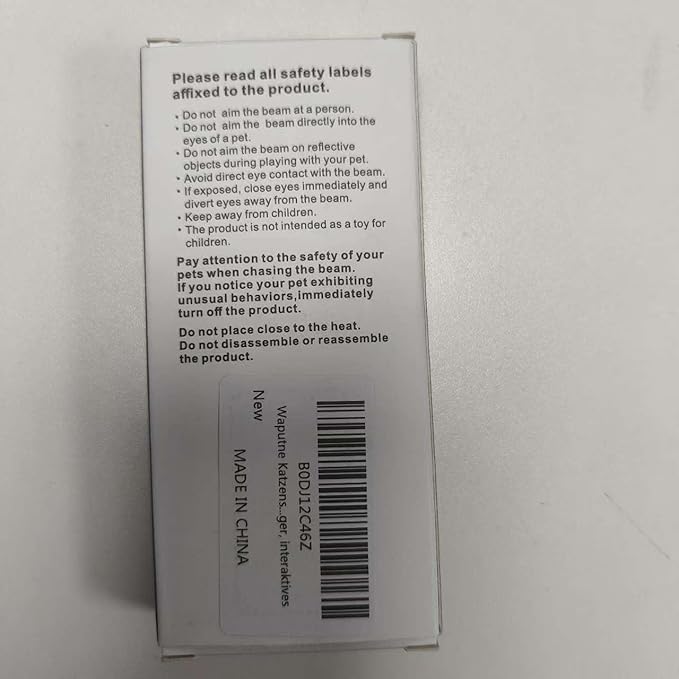 Please read all safety labels
affixed to the product.
• Do not aim the beam at a person.
• Do not aim the beam directly into the
eyes of a pet.
• Do not aim the beam on reflective
objects during playing with your pet.
• Avoid direct eye contact with the beam.
• If exposed, close eyes immediately and
divert eyes away from the beam.
• Keep away from children.
• The product is not intended as a toy for
children.
Pay attention to the safety of your
pets when chasing the beam.
If you notice your pet exhibiting
unusual behaviors,immediately
turn off the product.
Do not place close to the heat.
Do not disassemble or reassemble
the product.
B0DJ12C46Z
Waputne Katzens...ger, interaktives
New
MADE IN CHINA